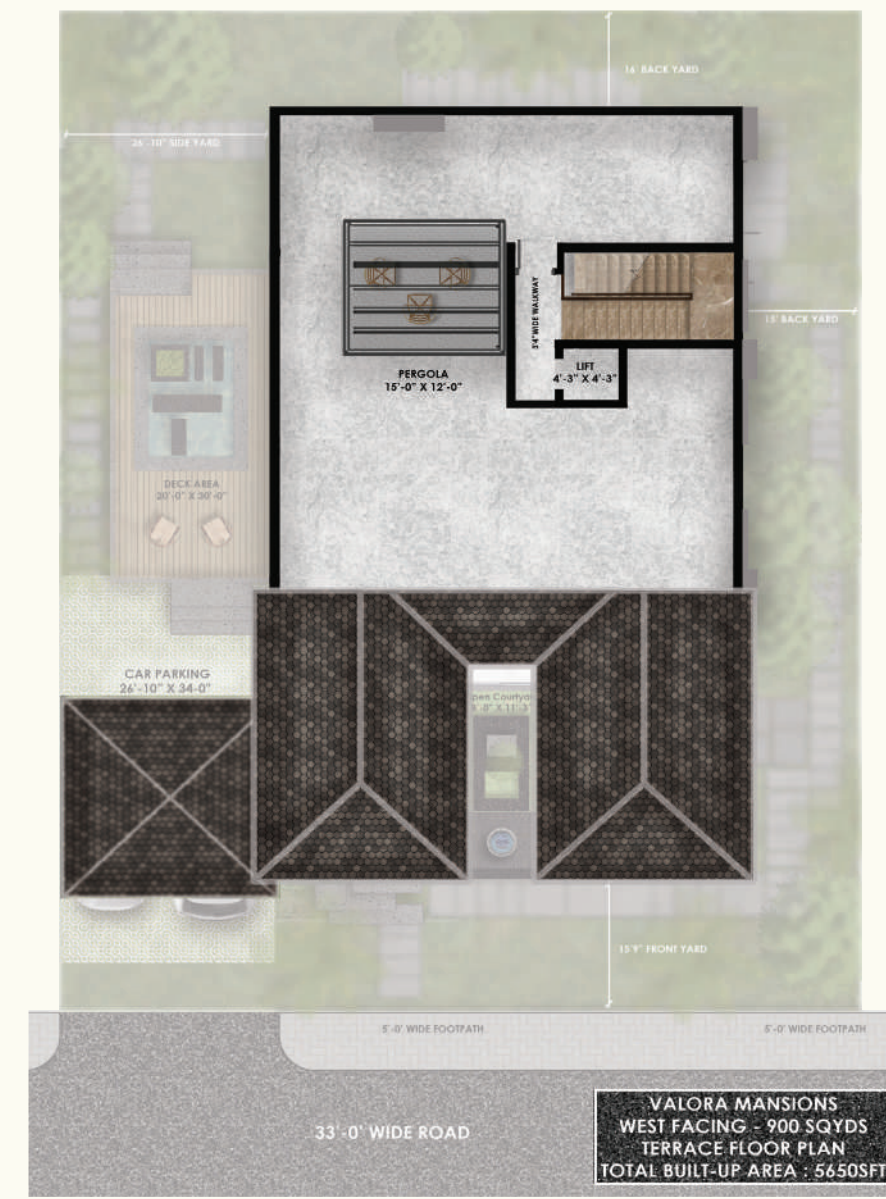 16' BACK YARD
26'-10" SIDE YARD
3'4"WIDE WALKWAY
15' BACK YARD
LIFT
4'-3" X 4'-3"
PERGOLA
15'-0" X 12'-0"
DECK AREA
20'-0" X 30'-0"
CAR PARKING
26'-10" X 34-0"
pen Courtya
15'9" FRONT YARD
5'-0' WIDE FOOTPATH
5'-0' WIDE FOOTPATH
33'-0' WIDE ROAD
VALORA MANSIONS
WEST FACING - 900 SQYDS
TERRACE FLOOR PLAN
TOTAL BUILT-UP AREA : 5650SFT